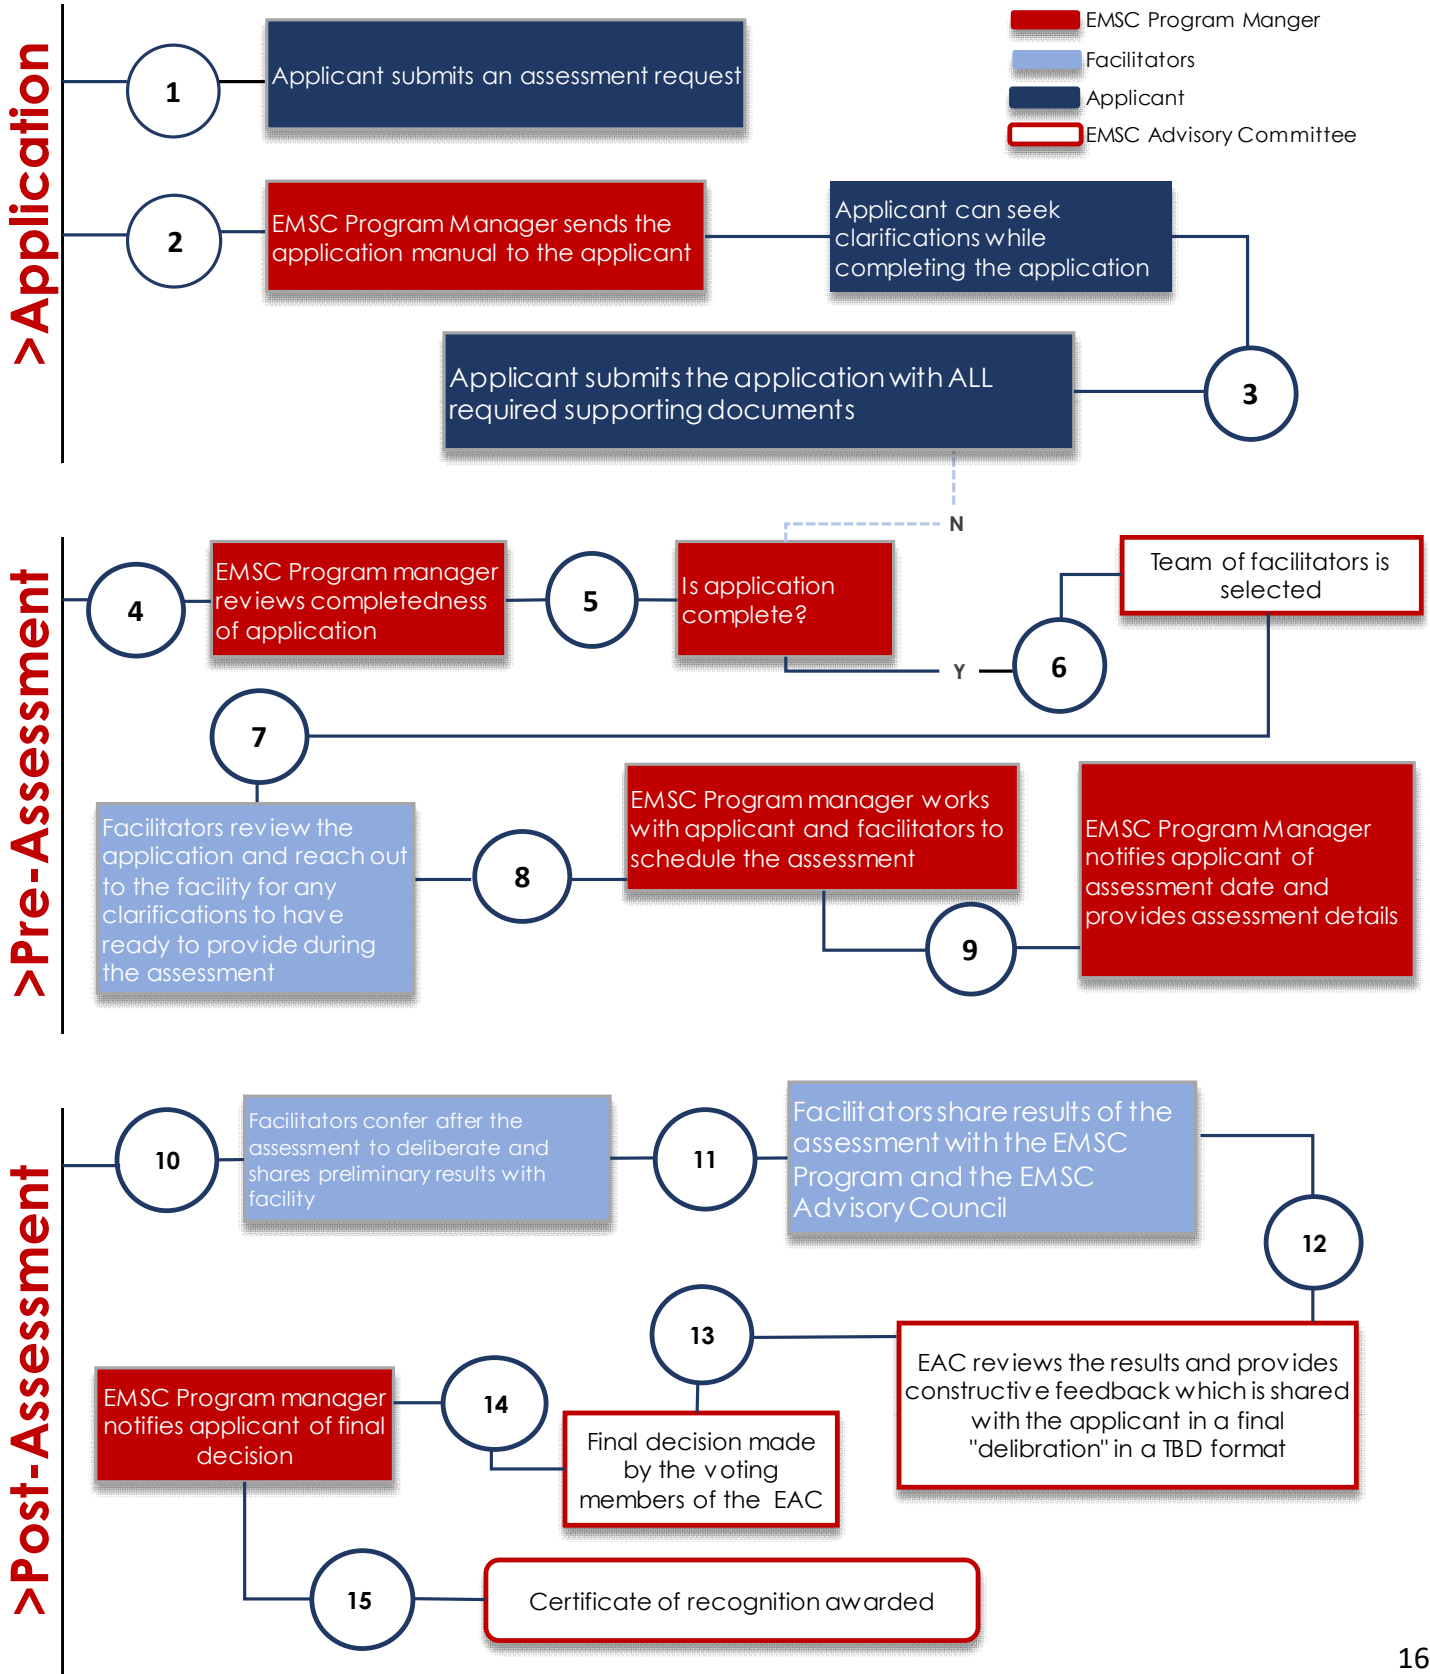 EMSC Program Manger
Facilitators
Applicant
EMSC Advisory Committee
>Application
1
Applicant submits an assessment request
2
EMSC Program Manager sends the
application manual to the applicant
Applicant can seek
clarifications while
completing the application
3
Applicant submits the application with ALL
required supporting documents
N
>Pre-Assessment
4
EMSC Program manager
reviews completedness
of application
5
Is application
complete?
Y
6
Team of facilitators is
selected
7
Facilitators review the
application and reach out
to the facility for any
clarifications to have
ready to provide during
the assessment
8
EMSC Program manager works
with applicant and facilitators to
schedule the assessment
9
EMSC Program Manager
notifies applicant of
assessment date and
provides assessment details
>Post-Assessment
10
Facilitators confer after the
assessment to deliberate and
shares preliminary results with
facility
11
Facilitators share results of the
assessment with the EMSC
Program and the EMSC
Advisory Council
12
EAC reviews the results and provides
constructive feedback which is shared
with the applicant in a final
"delibration" in a TBD format
13
Final decision made
by the voting
members of the EAC
14
EMSC Program manager
notifies applicant of final
decision
15
Certificate of recognition awarded
16